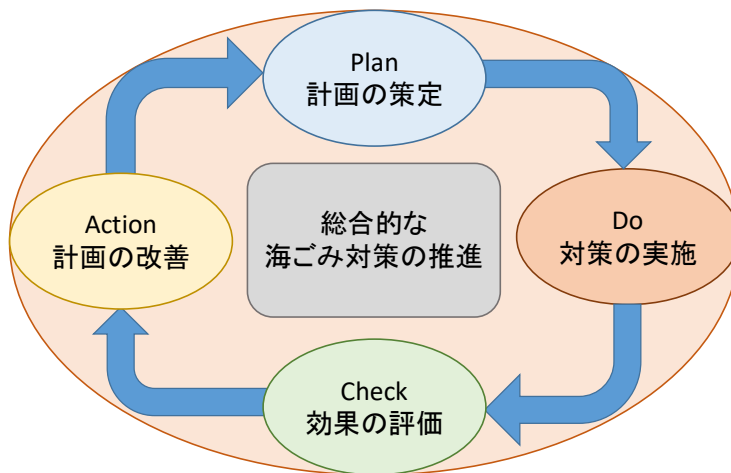 Plan
計画の策定
Do
対策の実施
Check
効果の評価
Action
計画の改善
総合的な
海ごみ対策の推進